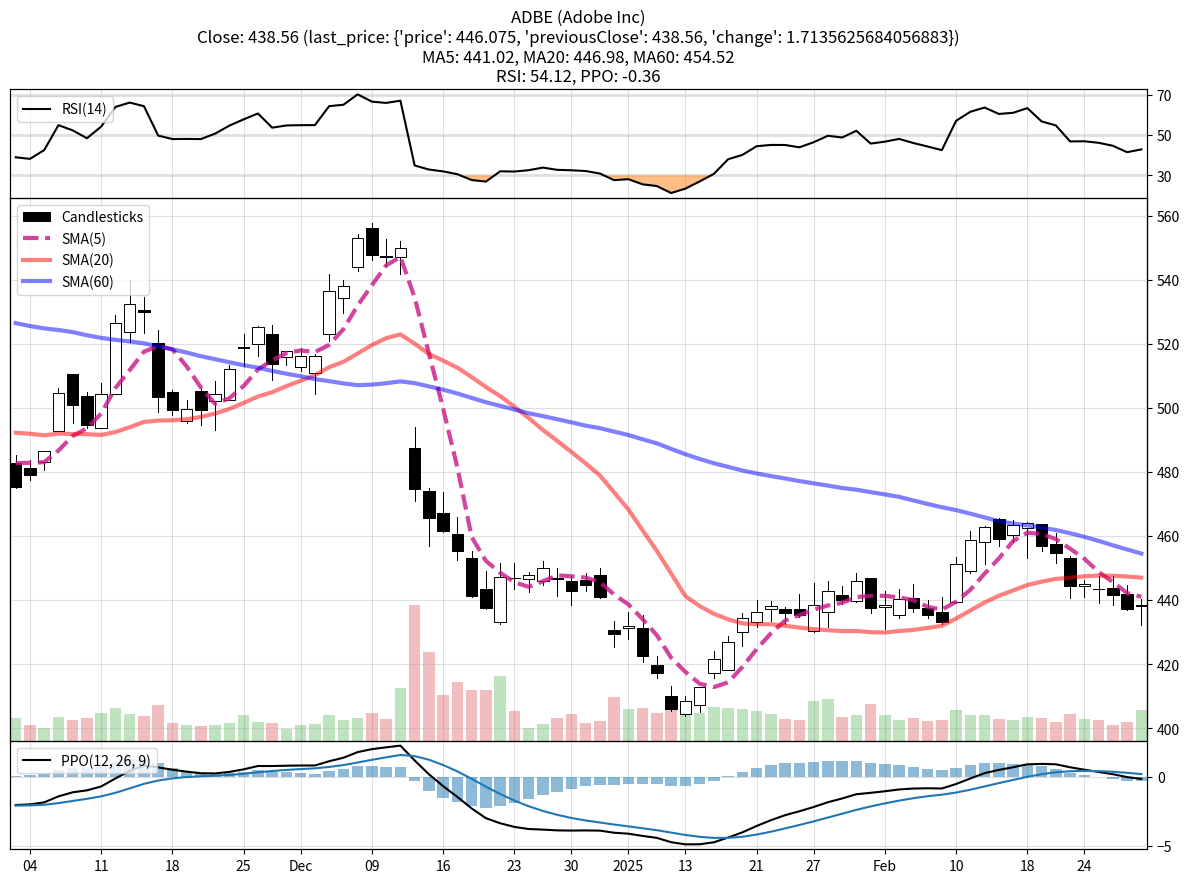 ADBE (Adobe Inc)
Close: 438.56 (last_price: {'price': 446.075, 'previousClose': 438.56, 'change': 1.7135625684056883})
MA5: 441.02, MA20: 446.98, MA60: 454.52
RSI: 54.12, PPO: -0.36
RSI(14)
70
50
30
Candlesticks
SMA(5)
SMA(20)
SMA(60)
560
540
520
500
480
460
440
420
400
PPO(12, 26, 9)
0
−5
04 11 18 25 Dec 09 16 23 30 2025 13 21 27 Feb 10 18 24